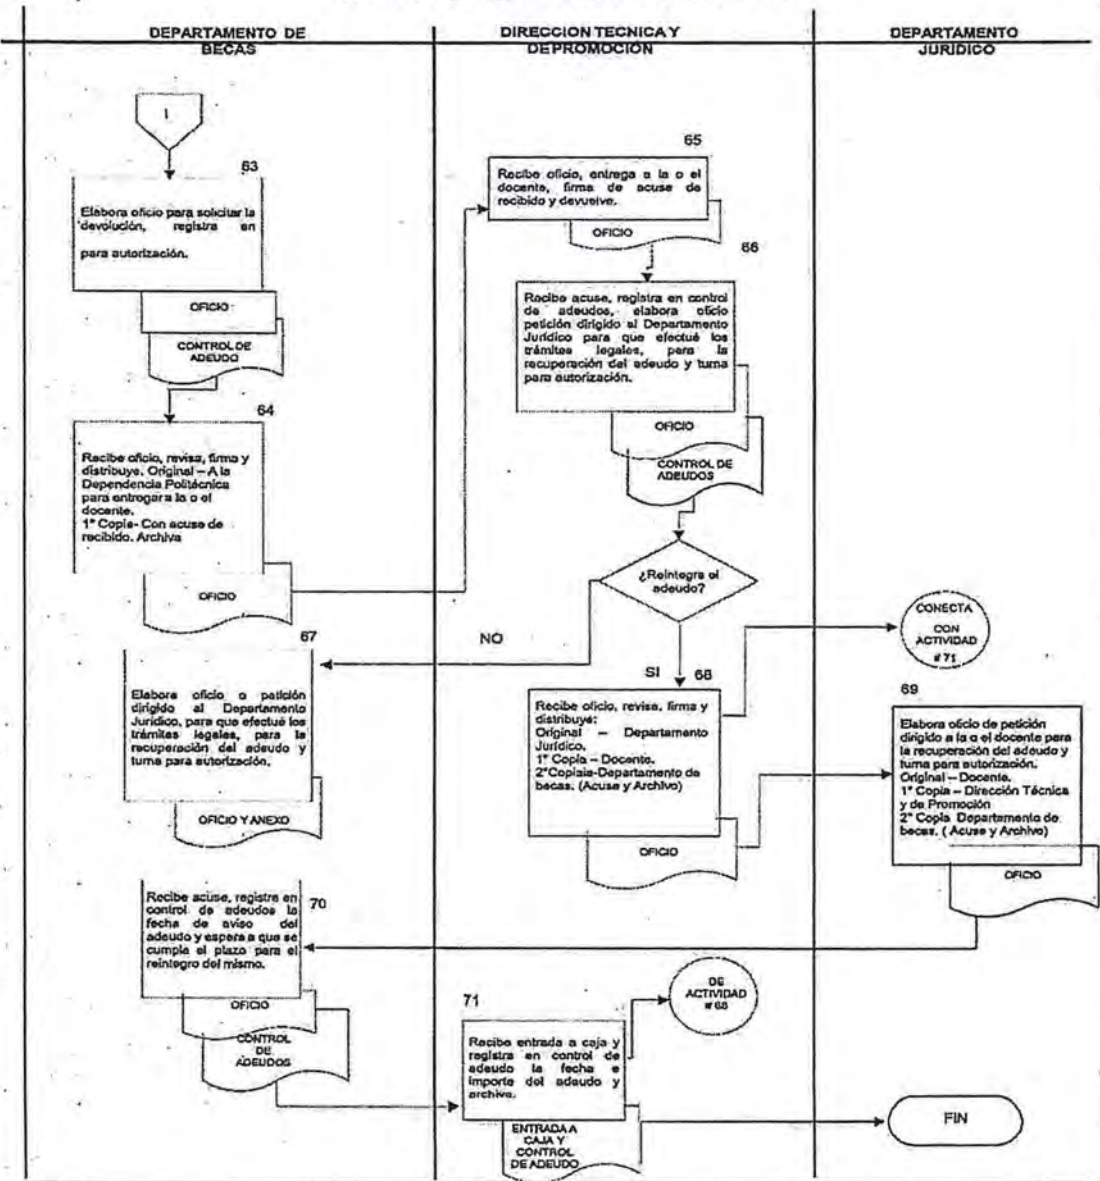 DEPARTAMENTO DE
BECAS
DIRECCION TECNICA Y
DE PROMOCIÓN
DEPARTAMENTO
JURÍDICO
I
63
Elabora oficio para solicitar la
devolución, registra en
para autorización.
OFICIO
CONTROL DE
ADEUDO
64
Recibe oficio, revisa, firma y
distribuye. Original – A la
Dependencia Politécnica
para entregar a la o el
docente.
1ª Copia- Con acuse de
recibido. Archiva
OFICIO
65
Recibe oficio, entrega a la o el
docente, firma de acuse de
recibido y devuelve.
OFICIO
66
Recibe acuse, registra en control
de adeudos, elabora oficio
petición dirigido al Departamento
Jurídico para que efectué los
trámites legales, para la
recuperación del adeudo y turna
para autorización.
OFICIO
CONTROL DE
ADEUDOS
¿Reintegra el
adeudo?
NO
SI
67
Elabora oficio o petición
dirigido al Departamento
Jurídico, para que efectué los
trámites legales, para la
recuperación del adeudo y
turna para autorización.
OFICIO Y ANEXO
68
Recibe oficio, revisa, firma y
distribuye:
Original – Departamento
Jurídico.
1ª Copia – Docente.
2ªCopiaia-Departamento de
becas. (Acuse y Archivo)
OFICIO
CONECTA
CON
ACTIVIDAD
# 71
69
Elabora oficio de petición
dirigido a la o el docente para
la recuperación del adeudo y
turna para autorización.
Original – Docente.
1ª Copia – Dirección Técnica
y de Promoción
2ª Copia Departamento de
becas. ( Acuse y Archivo)
OFICIO
70
Recibe acuse, registra en
control de adeudos la
fecha de aviso del
adeudo y espera a que se
cumpla el plazo para el
reintegro del mismo.
OFICIO
CONTROL
DE
ADEUDOS
71
Recibe entrada a caja y
registra en control de
adeudo la fecha e
importe del adeudo y
archiva.
ENTRADA A
CAJA Y
CONTROL
DE ADEUDO
DE
ACTIVIDAD
# 68
FIN